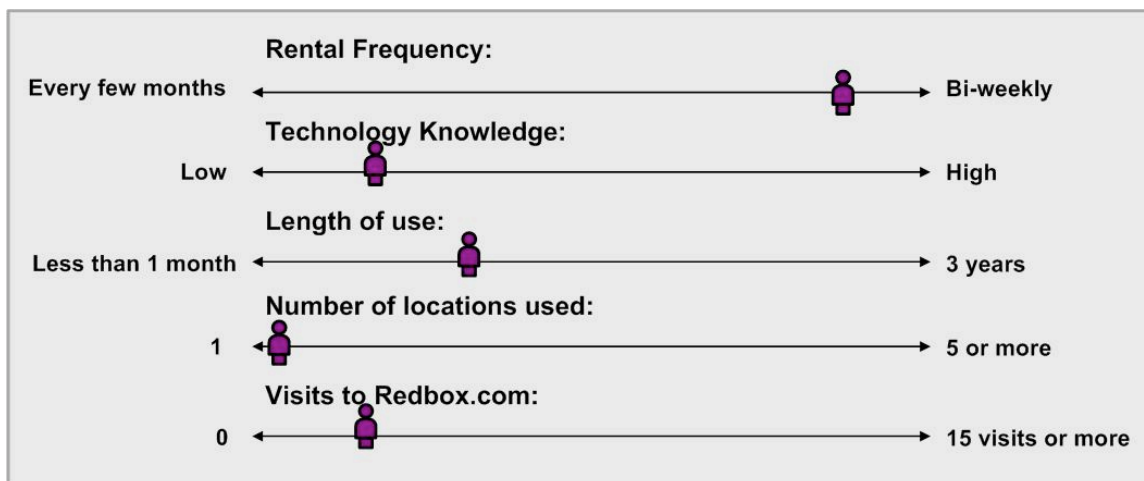 Rental Frequency:
Every few months Bi-weekly
Technology Knowledge:
Low High
Length of use:
Less than 1 month 3 years
Number of locations used:
1 5 or more
Visits to Redbox.com:
0 15 visits or more